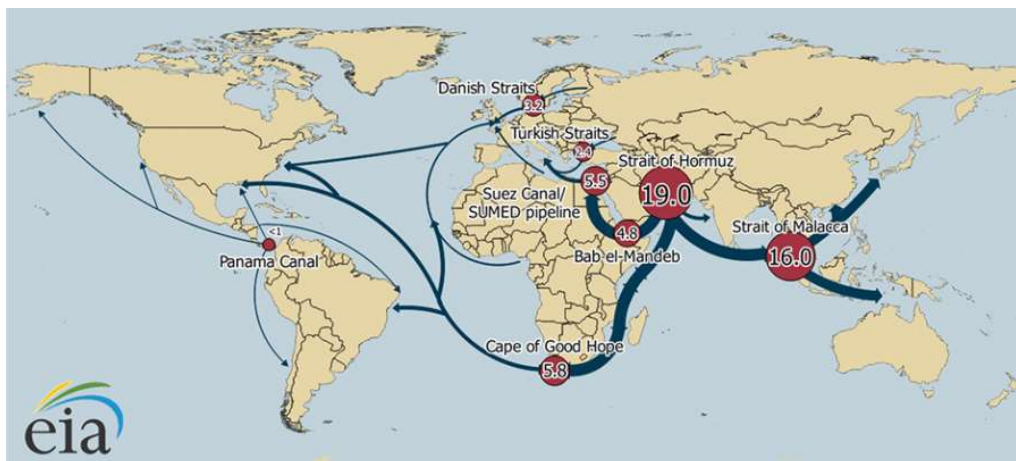 Danish Straits
3.2
Turkish Straits
2.4
Strait of Hormuz
5.5
19.0
Suez Canal/
SUMED pipeline
Strait of Malacca
4.8
<1
16.0
Panama Canal
Bab el-Mandeb
Cape of Good Hope
5.8
eia